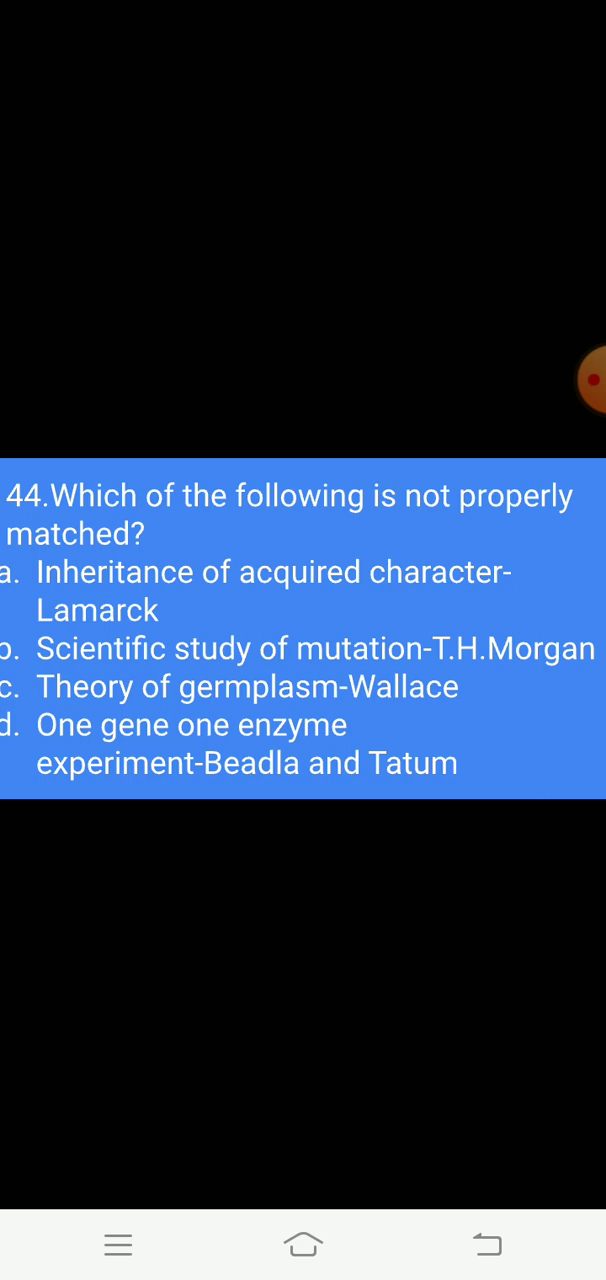 44.Which of the following is not properly
matched?
a. Inheritance of acquired character-
Lamarck
b. Scientific study of mutation-T.H.Morgan
c. Theory of germplasm-Wallace
d. One gene one enzyme
experiment-Beadla and Tatum